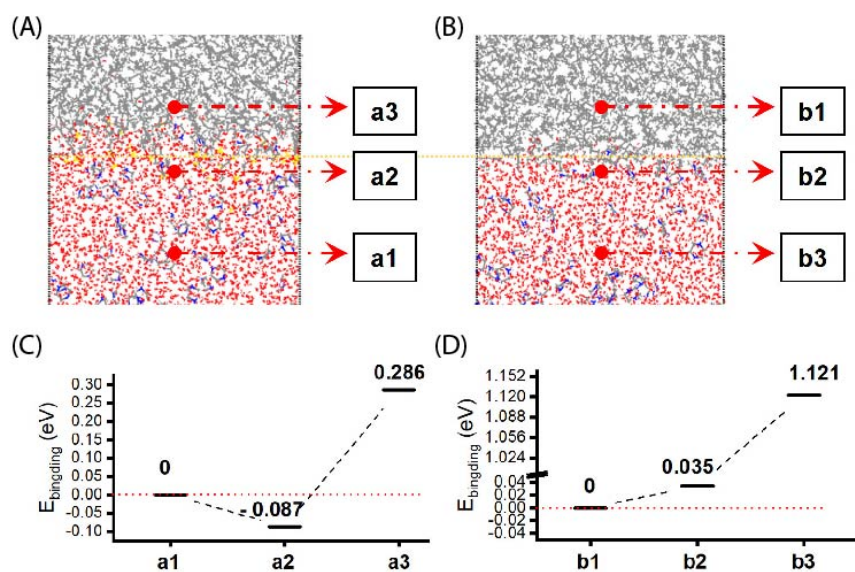 (A)
(B)
a3
b1
a2
b2
a1
b3
(C)
(D)
E_bingding (eV)
0.30
0.25
0.20
0.15
0.10
0.05
0.00
-0.05
-0.10
0
- 0.087
0.286
a1
a2
a3
E_bingding (eV)
1.152
1.120
1.088
1.056
1.024
0.04
0.02
0.00
-0.02
-0.04
0
0.035
1.121
b1
b2
b3